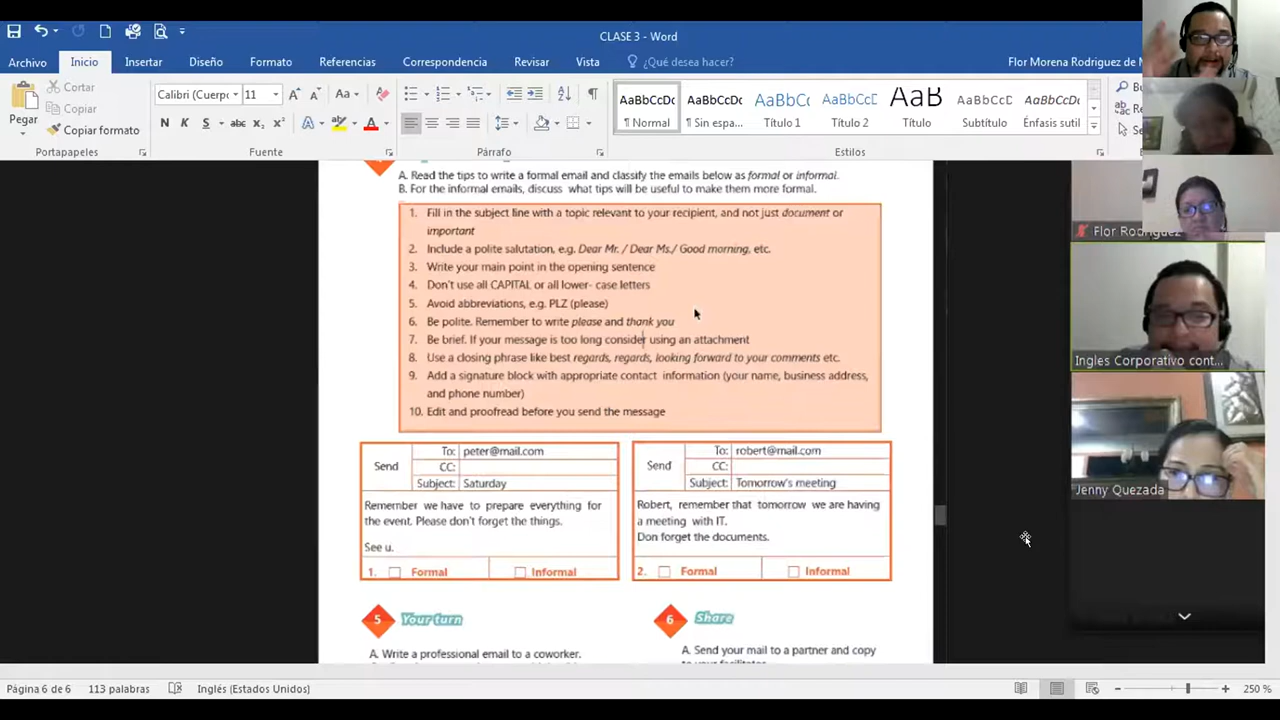 CLASE 3 - Word
Archivo Inicio Insertar Diseño Formato Referencias Correspondencia Revisar Vista ¿Qué desea hacer? Flor Morena Rodriguez de M
Cortar
Copiar
Copiar formato
Pegar
Portapapeles
Calibri (Cuerpo 11
Fuente
Párrafo
AaBbCcDc AaBbCcDc AaBbCc AaBbCcD AaB AaBbCcD AaBbCcDc
¶ Normal ¶ Sin espa... Título 1 Título 2 Título Subtítulo Énfasis sutil
Estilos
A. Read the tips to write a formal email and classify the emails below as formal or informal.
B. For the informal emails, discuss what tips will be useful to make them more formal.
1. Fill in the subject line with a topic relevant to your recipient, and not just document or
important
2. Include a polite salutation, e.g. Dear Mr. / Dear Ms./ Good morning, etc.
3. Write your main point in the opening sentence
4. Don't use all CAPITAL or all lower- case letters
5. Avoid abbreviations, e.g. PLZ (please)
6. Be polite. Remember to write please and thank you
7. Be brief. If your message is too long consider using an attachment
8. Use a closing phrase like best regards, regards, looking forward to your comments etc.
9. Add a signature block with appropriate contact information (your name, business address,
and phone number)
10. Edit and proofread before you send the message
Send
To: peter@mail.com
CC:
Subject: Saturday
Remember we have to prepare everything for
the event. Please don't forget the things.
See u.
1. Formal Informal
Send
To: robert@mail.com
CC:
Subject: Tomorrow's meeting
Robert, remember that tomorrow we are having
a meeting with IT.
Don forget the documents.
2. Formal Informal
5 Your turn
A. Write a professional email to a coworker.
6 Share
A. Send your mail to a partner and copy
to your facilitator.
Flor Rodriguez
Ingles Corporativo cont...
Jenny Quezada
Página 6 de 6 113 palabras Inglés (Estados Unidos) 250 %